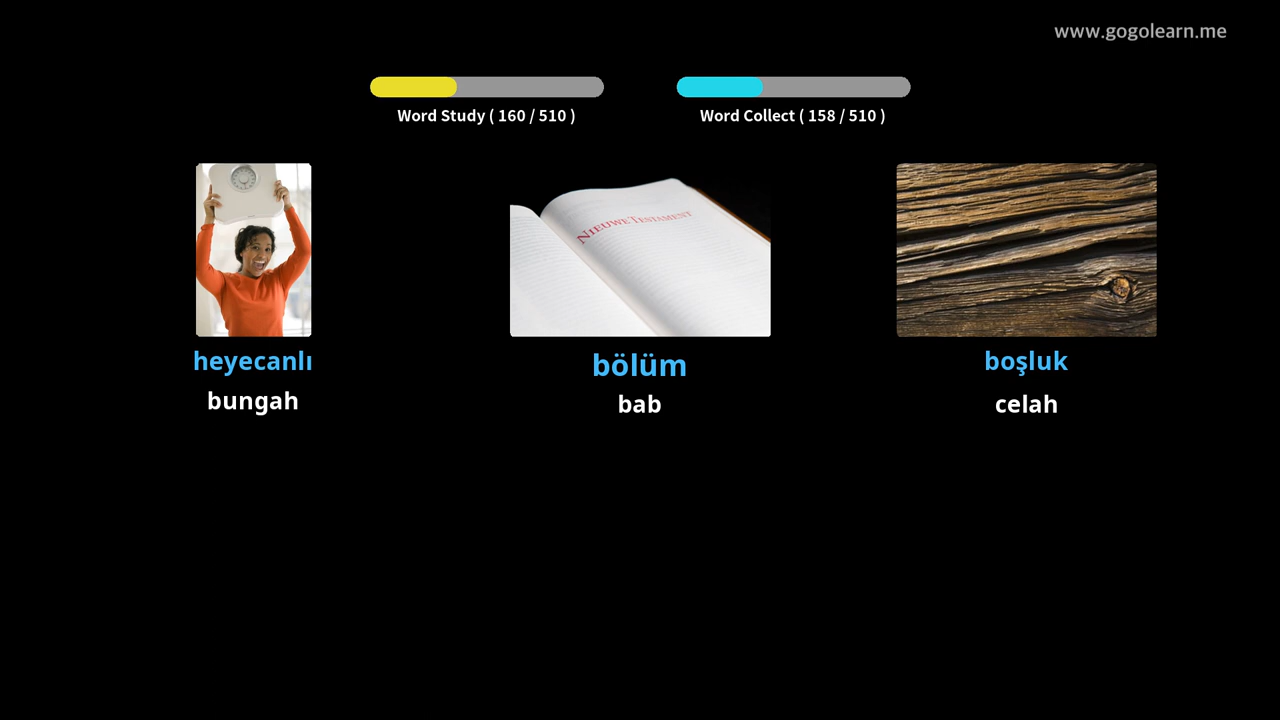 www.gogolearn.me
Word Study ( 160 / 510 )
Word Collect ( 158 / 510 )
NIEUWE TESTAMENT
heyecanlı
bölüm
boşluk
bungah
bab
celah